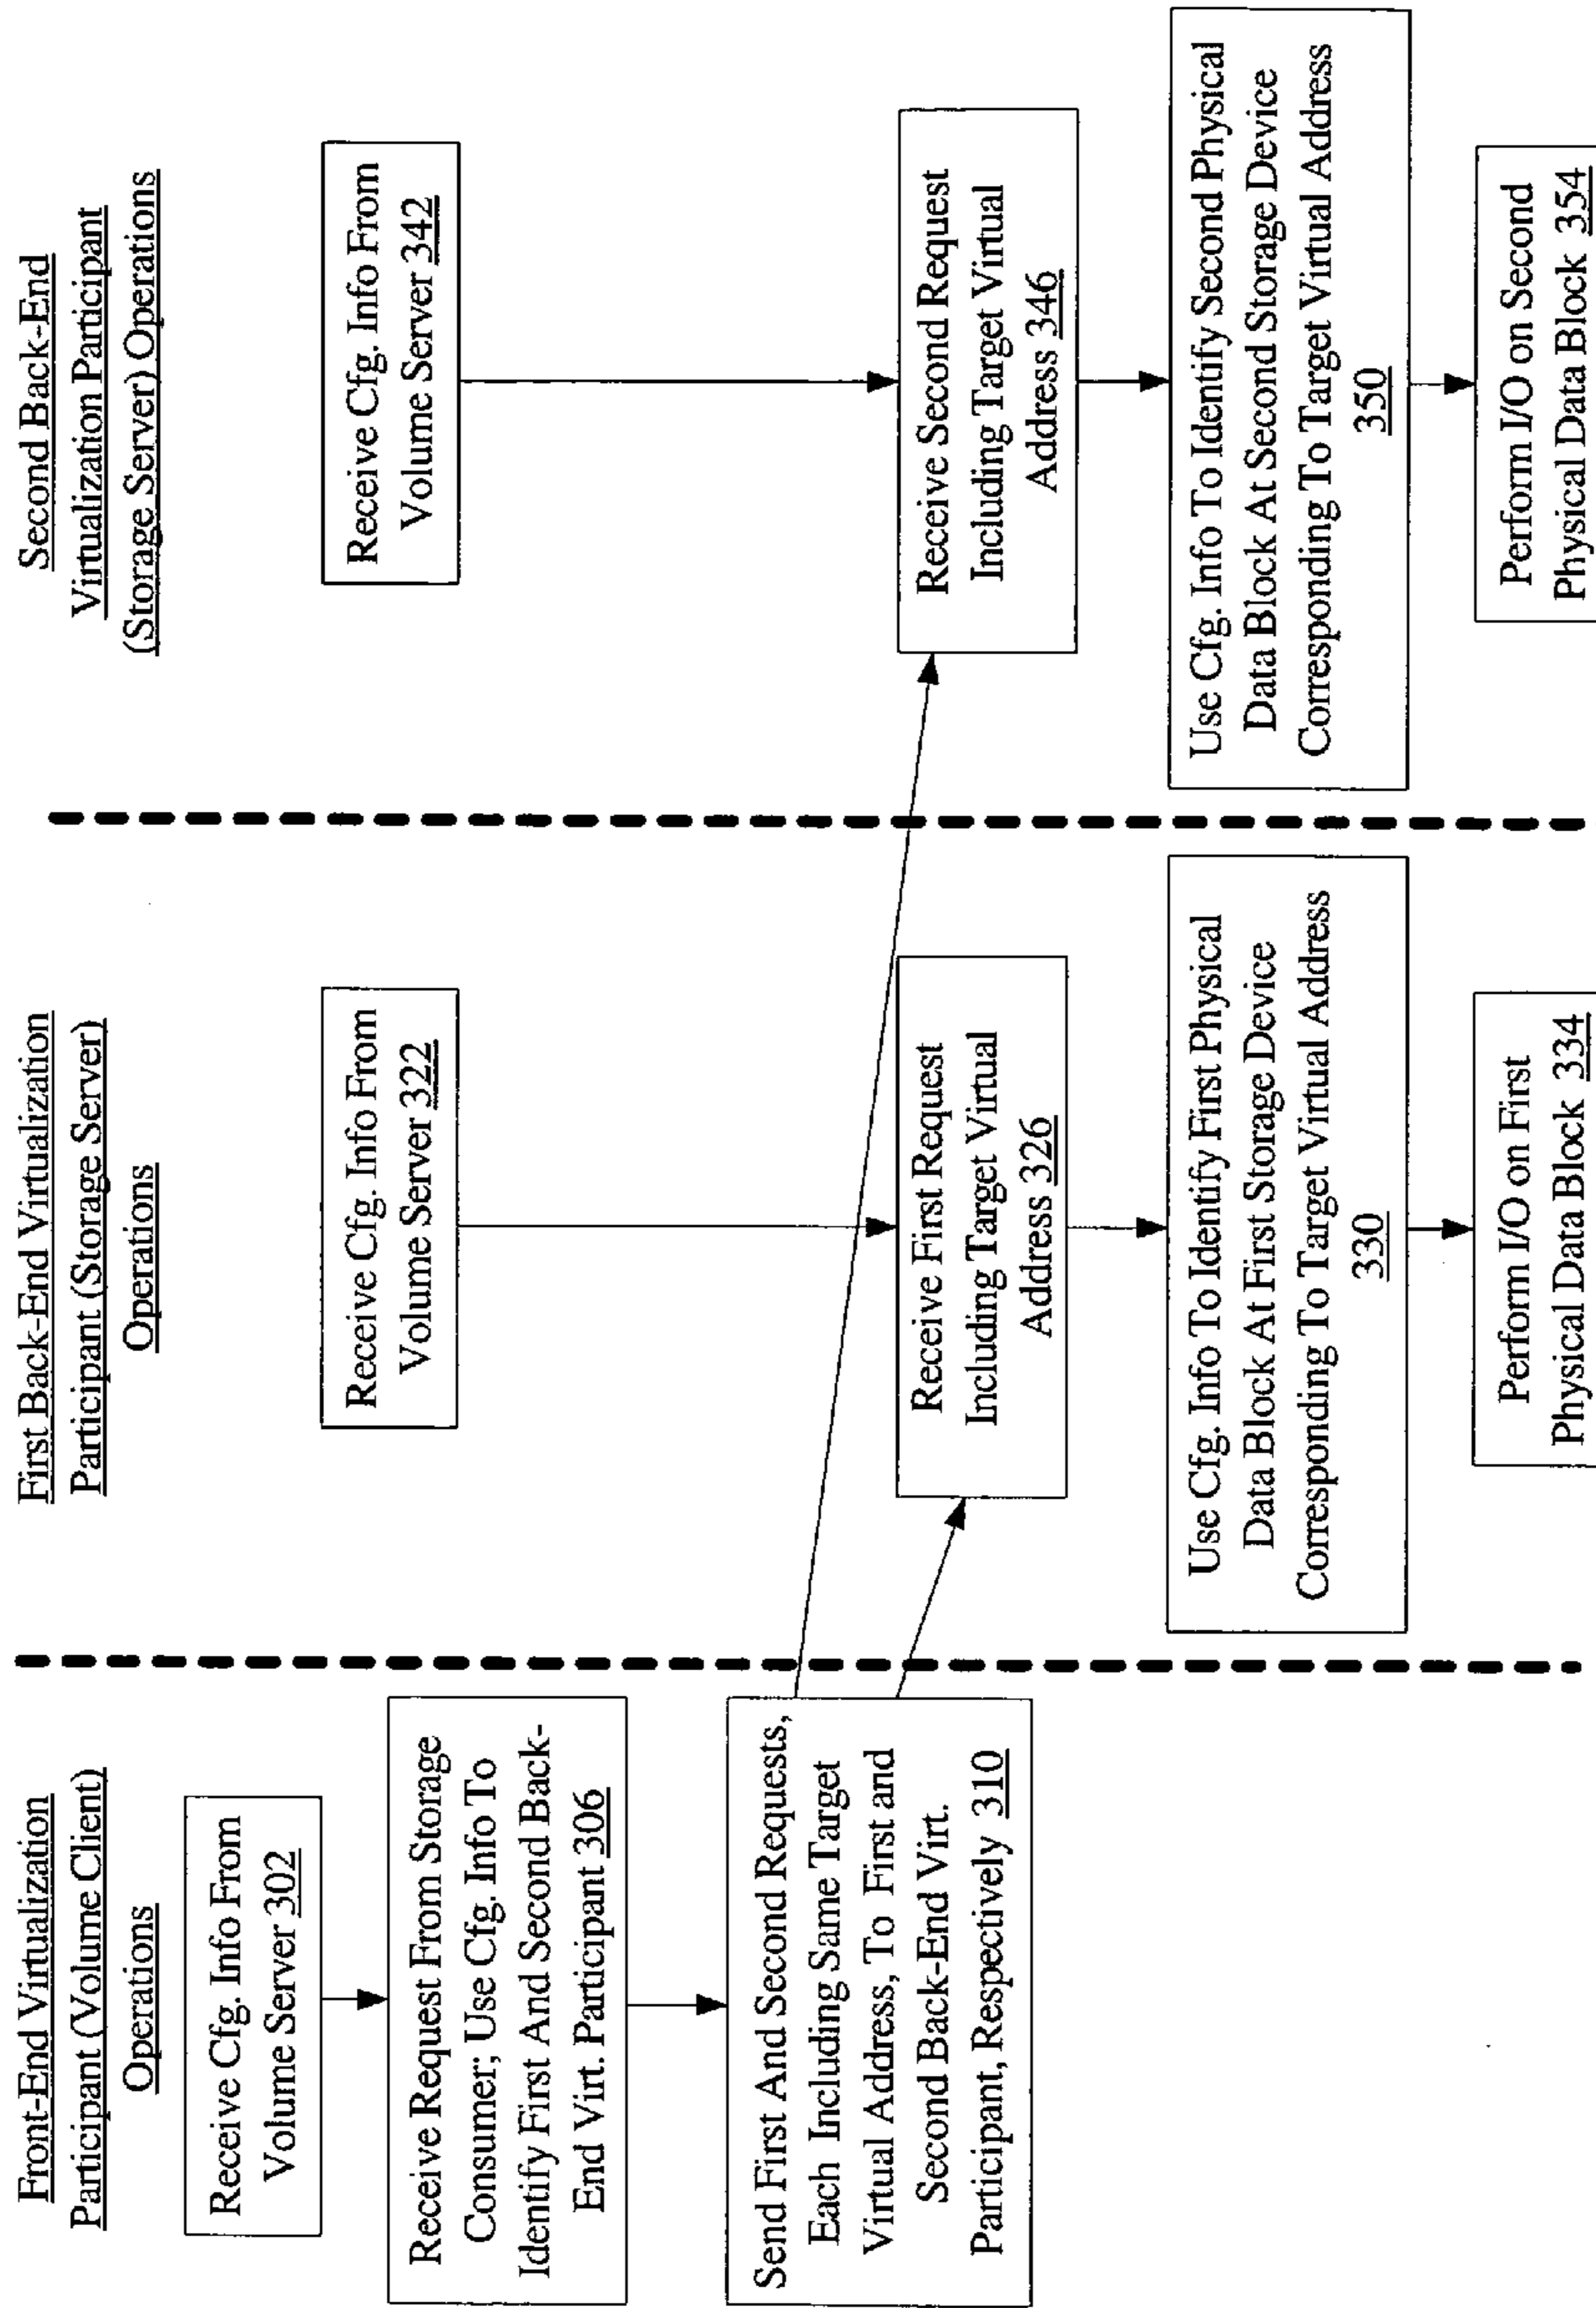 Front-End Virtualization
Participant (Volume Client)
Operations
Receive Cfg. Info From
Volume Server 302
Receive Request From Storage
Consumer; Use Cfg. Info To
Identify First And Second Back-
End Virt. Participant 306
Send First And Second Requests,
Each Including Same Target
Virtual Address, To First and
Second Back-End Virt.
Participant, Respectively 310
First Back-End Virtualization
Participant (Storage Server)
Operations
Receive Cfg. Info From
Volume Server 322
Receive First Request
Including Target Virtual
Address 326
Use Cfg. Info To Identify First Physical
Data Block At First Storage Device
Corresponding To Target Virtual Address
330
Perform I/O on First
Physical Data Block 334
Second Back-End
Virtualization Participant
(Storage Server) Operations
Receive Cfg. Info From
Volume Server 342
Receive Second Request
Including Target Virtual
Address 346
Use Cfg. Info To Identify Second Physical
Data Block At Second Storage Device
Corresponding To Target Virtual Address
350
Perform I/O on Second
Physical Data Block 354